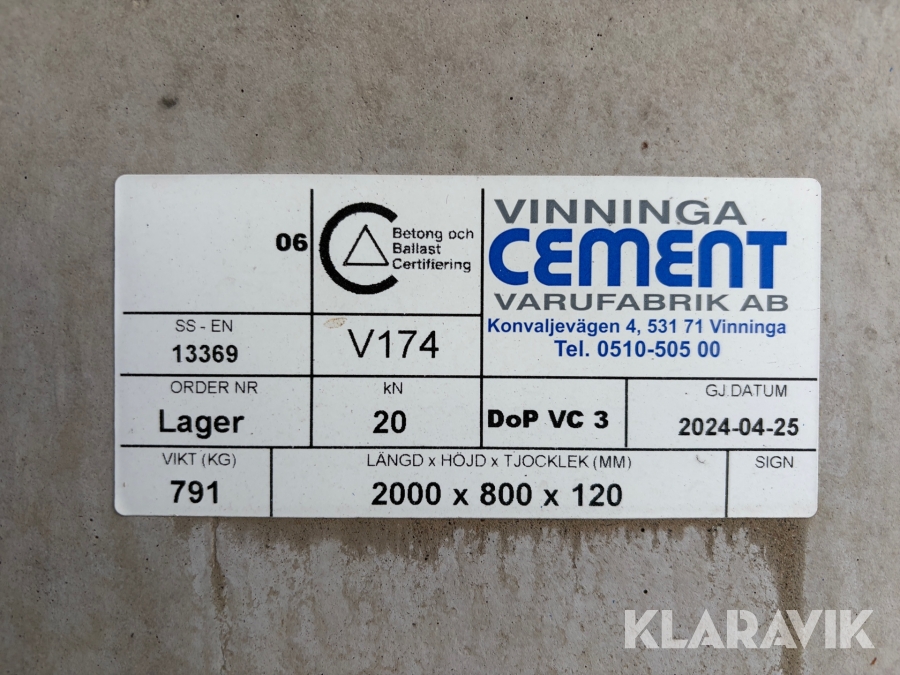 06
Betong och
Ballast
Certifiering
VINNINGA
CEMENT
VARUFABRIK AB
Konvaljevägen 4, 531 71 Vinninga
Tel. 0510-505 00
SS - EN
13369
V174
ORDER NR
Lager
kN
20
DoP VC 3
GJ.DATUM
2024-04-25
VIKT (KG)
791
LÄNGD x HÖJD x TJOCKLEK (MM)
2000 x 800 x 120
SIGN
KLARAVIK